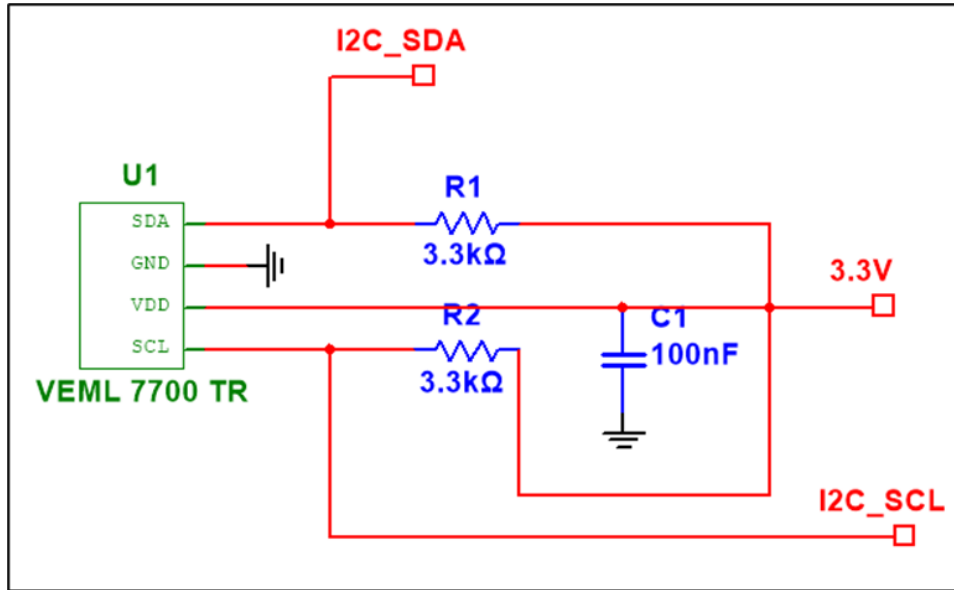 I2C_SDA
U1
R1
SDA
3.3kΩ
GND
3.3V
VDD
R2
C1
SCL
100nF
3.3kΩ
VEML 7700 TR
I2C_SCL